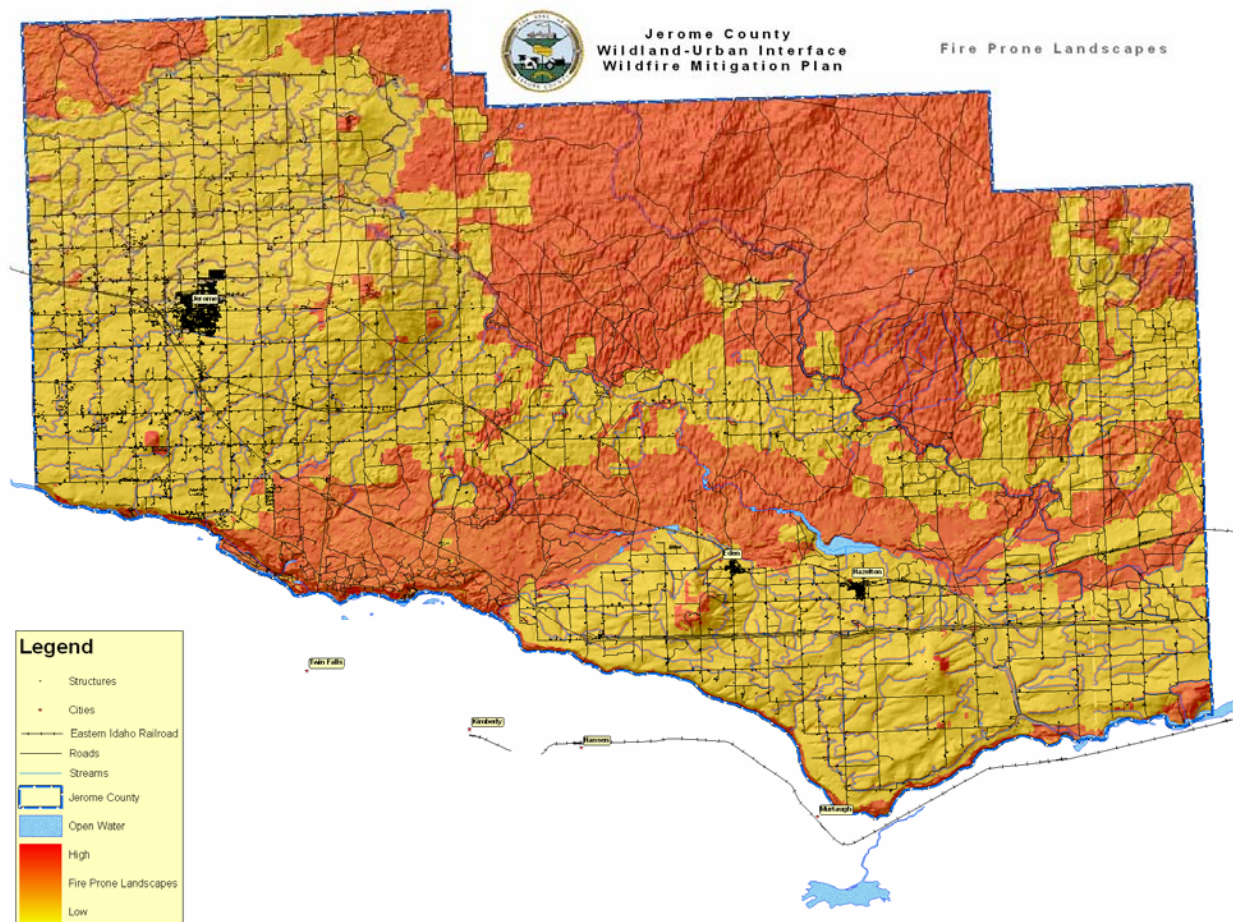 Jerome County
Wildland-Urban Interface
Wildfire Mitigation Plan
Fire Prone Landscapes
Jerome
Eden
Hazelton
Twin Falls
Kimberly
Hansen
Murtaugh
Legend
Structures
Cities
Eastern Idaho Railroad
Roads
Streams
Jerome County
Open Water
High
Fire Prone Landscapes
Low